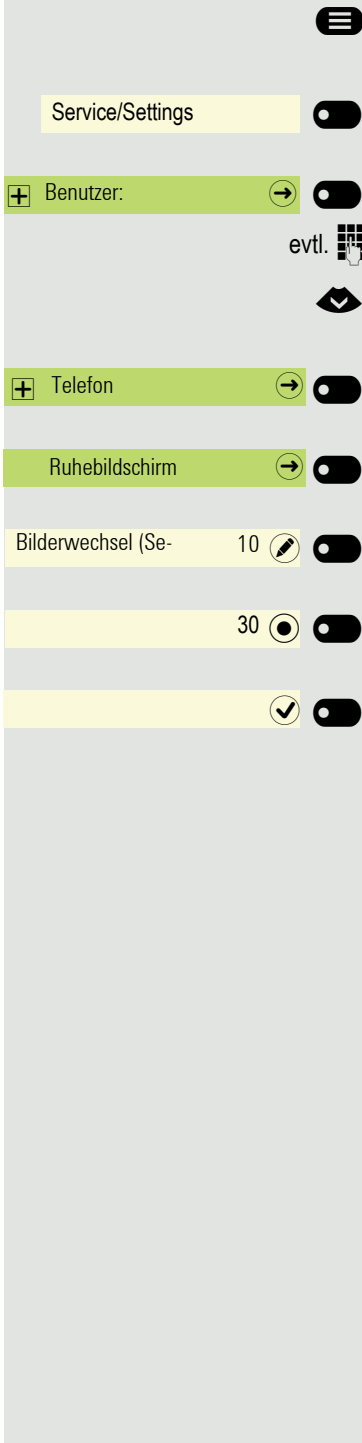 Service/Settings
Benutzer:
evtl.
Telefon
Ruhebildschirm
Bilderwechsel (Se- 10
30